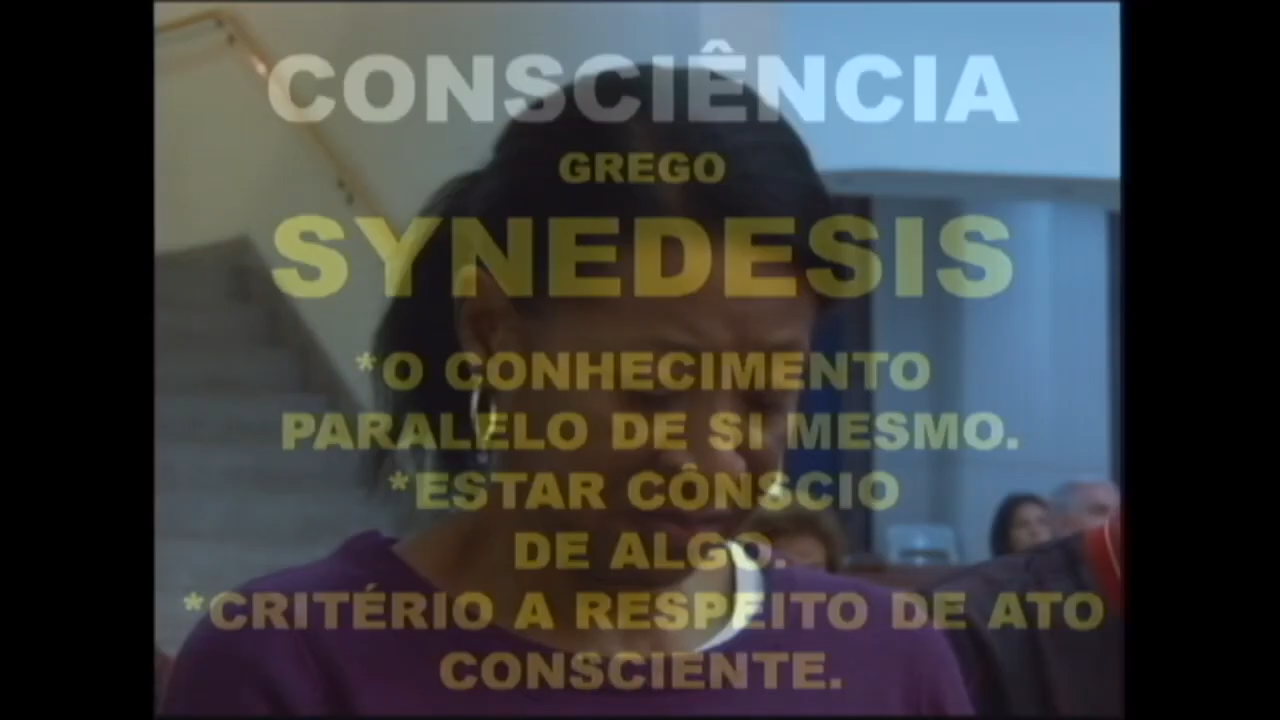 CONSCIÊNCIA
GREGO
SYNEDESIS
*O CONHECIMENTO
PARALELO DE SI MESMO.
*ESTAR CÔNSCIO
DE ALGO.
*CRITÉRIO A RESPEITO DE ATO
CONSCIENTE.